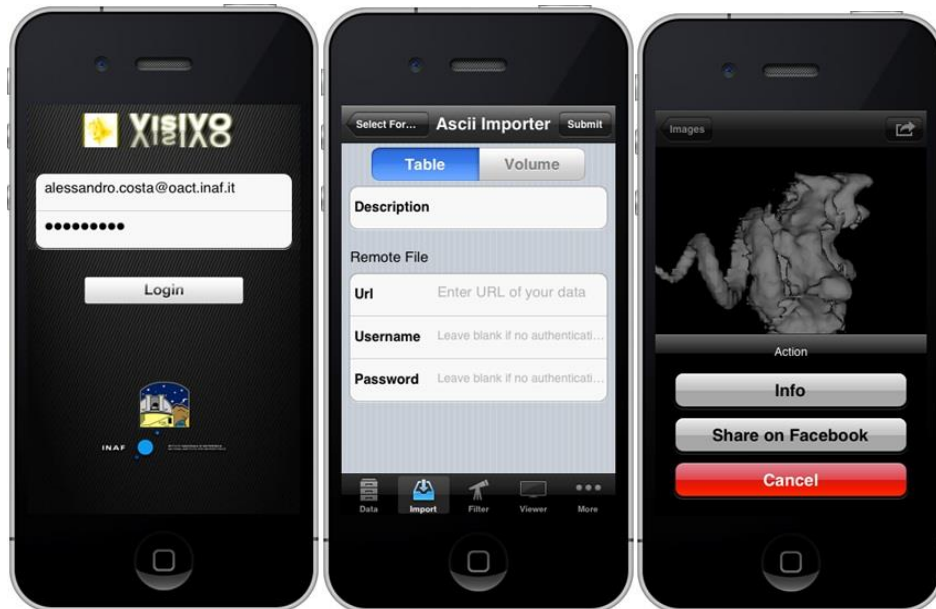 VISIVO
alessandro.costa@oact.inaf.it
•••••••••
Login
INAF
Select For... Ascii Importer Submit
Table Volume
Description
Remote File
Url Enter URL of your data
Username Leave blank if no authenticati...
Password Leave blank if no authenticati...
Data Import Filter Viewer More
Images
Action
Info
Share on Facebook
Cancel